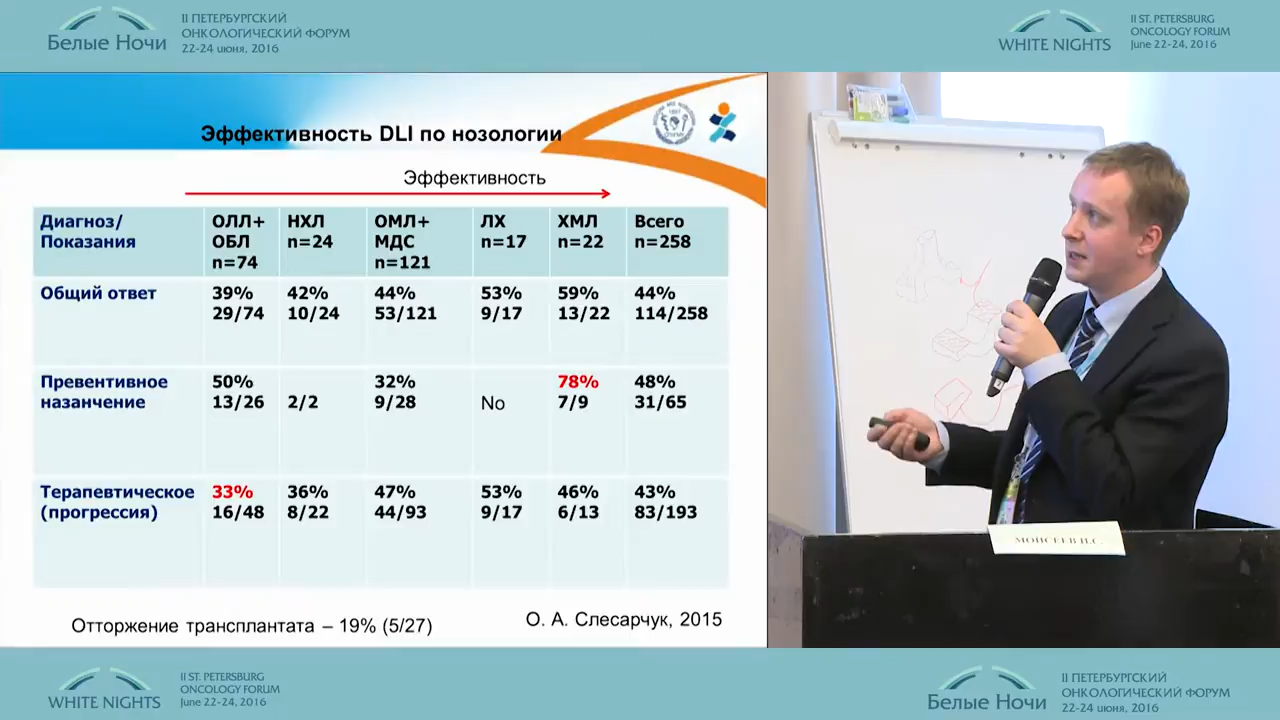 Белые Ночи
II ПЕТЕРБУРГСКИЙ
ОНКОЛОГИЧЕСКИЙ ФОРУМ
22-24 июня, 2016
WHITE NIGHTS
II ST. PETERSBURG
ONCOLOGY FORUM
June 22-24, 2016
Эффективность DLI по нозологии
Эффективность
Диагноз/ Показания
ОЛЛ+ ОБЛ n=74
НХЛ n=24
ОМЛ+ МДС n=121
ЛХ n=17
ХМЛ n=22
Всего n=258
Общий ответ
39% 29/74
42% 10/24
44% 53/121
53% 9/17
59% 13/22
44% 114/258
Превентивное назанчение
50% 13/26
2/2
32% 9/28
No
78% 7/9
48% 31/65
Терапевтическое (прогрессия)
33% 16/48
36% 8/22
47% 44/93
53% 9/17
46% 6/13
43% 83/193
Отторжение трансплантата – 19% (5/27)
О. А. Слесарчук, 2015
МОИСЕЕВ И.С.
WHITE NIGHTS
II ST. PETERSBURG
ONCOLOGY FORUM
June 22-24, 2016
Белые Ночи
II ПЕТЕРБУРГСКИЙ
ОНКОЛОГИЧЕСКИЙ ФОРУМ
22-24 июня, 2016